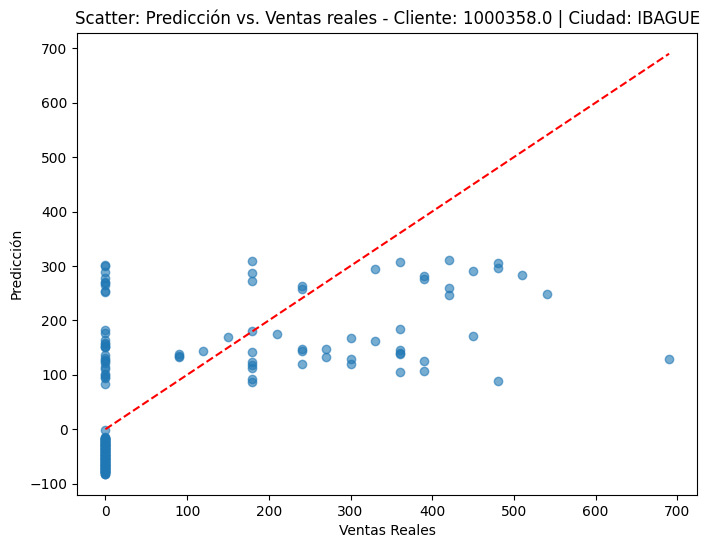 Scatter: Predicción vs. Ventas reales - Cliente: 1000358.0 | Ciudad: IBAGUE
700
600
500
400
300
200
100
0
−100
Predicción
0 100 200 300 400 500 600 700
Ventas Reales